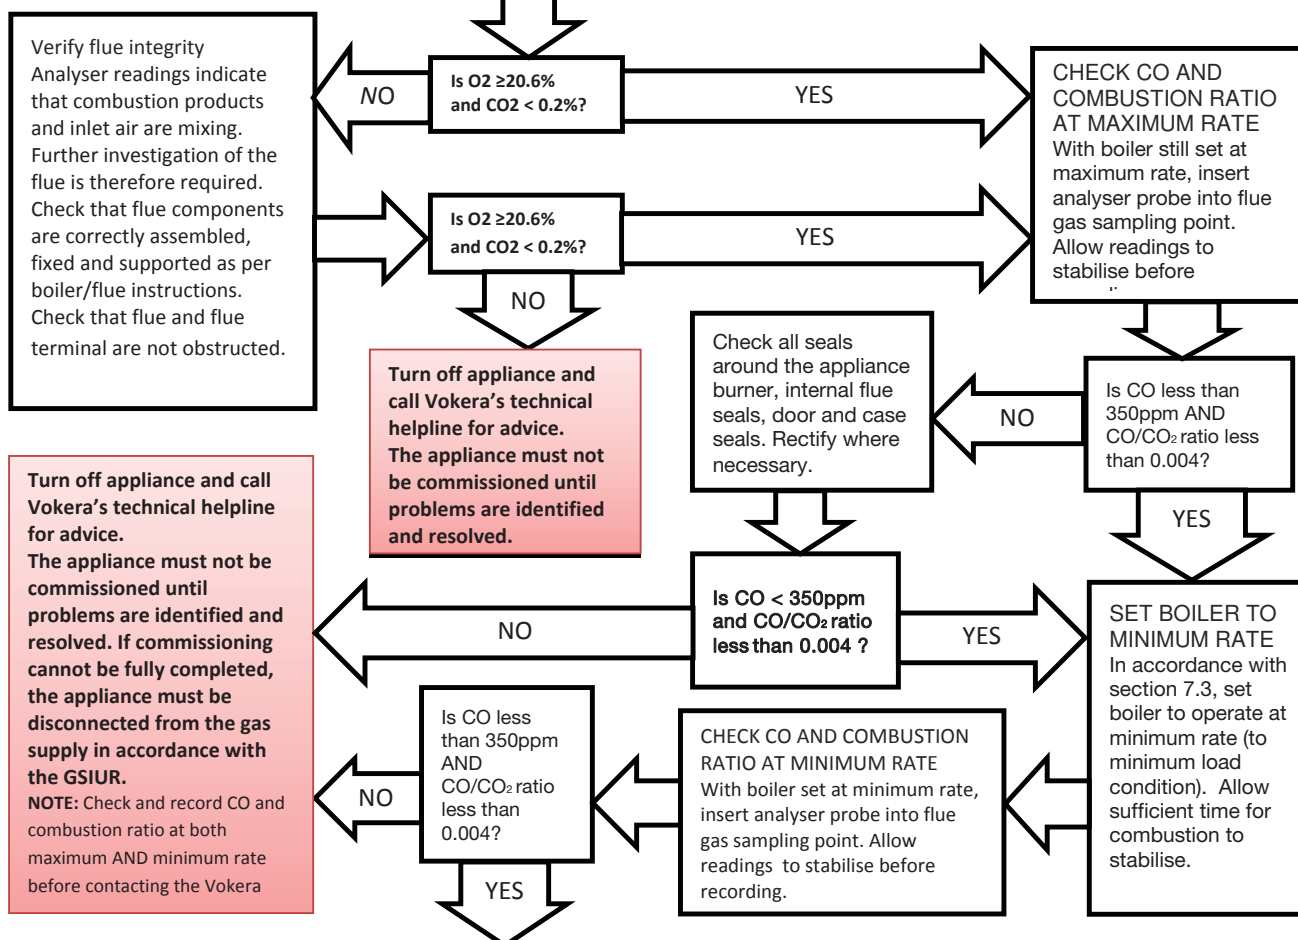 Verify flue integrity
Analyser readings indicate
that combustion products
and inlet air are mixing.
Further investigation of the
flue is therefore required.
Check that flue components
are correctly assembled,
fixed and supported as per
boiler/flue instructions.
Check that flue and flue
terminal are not obstructed.
NO
Is O2 ≥20.6%
and CO2 < 0.2%?
YES
CHECK CO AND
COMBUSTION RATIO
AT MAXIMUM RATE
With boiler still set at
maximum rate, insert
analyser probe into flue
gas sampling point.
Allow readings to
stabilise before
Is O2 ≥20.6%
and CO2 < 0.2%?
YES
NO
Turn off appliance and
call Vokera’s technical
helpline for advice.
The appliance must not
be commissioned until
problems are identified
and resolved.
Check all seals
around the appliance
burner, internal flue
seals, door and case
seals. Rectify where
necessary.
NO
Is CO less than
350ppm AND
CO/CO₂ ratio less
than 0.004?
YES
Turn off appliance and call
Vokera’s technical helpline
for advice.
The appliance must not be
commissioned until
problems are identified and
resolved. If commissioning
cannot be fully completed,
the appliance must be
disconnected from the gas
supply in accordance with
the GSIUR.
NOTE: Check and record CO and
combustion ratio at both
maximum AND minimum rate
before contacting the Vokera
NO
Is CO < 350ppm
and CO/CO₂ ratio
less than 0.004 ?
YES
SET BOILER TO
MINIMUM RATE
In accordance with
section 7.3, set
boiler to operate at
minimum rate (to
minimum load
condition). Allow
sufficient time for
combustion to
stabilise.
CHECK CO AND COMBUSTION
RATIO AT MINIMUM RATE
With boiler set at minimum rate,
insert analyser probe into flue
gas sampling point. Allow
readings to stabilise before
recording.
Is CO less
than 350ppm
AND
CO/CO₂ ratio
less than
0.004?
NO
YES